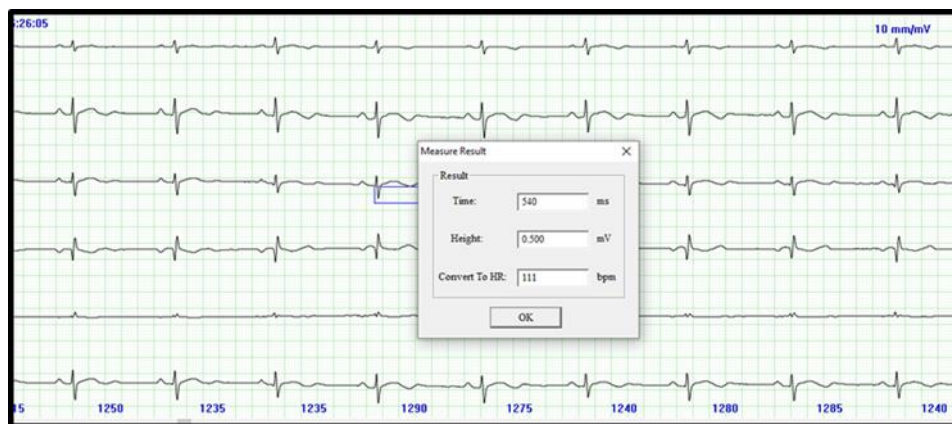 :26:05
10 mm/mV
Measure Result
Result
Time: 540 ms
Height: 0.500 mV
Convert To HR: 111 bpm
OK
15 1250 1235 1235 1290 1275 1240 1280 1285 1240